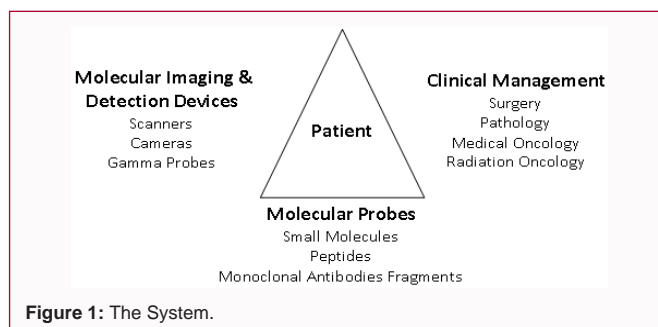 Molecular Imaging &
Detection Devices
Scanners
Cameras
Gamma Probes
Patient
Clinical Management
Surgery
Pathology
Medical Oncology
Radiation Oncology
Molecular Probes
Small Molecules
Peptides
Monoclonal Antibodies Fragments
Figure 1: The System.